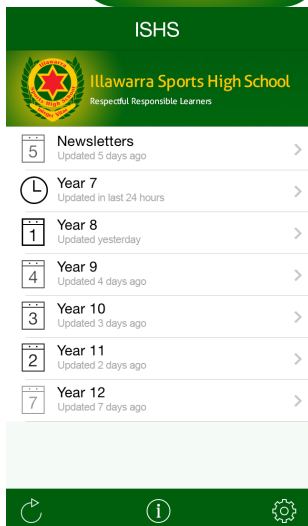 ISHS
Illawarra Sports High School
Respectful Responsible Learners
5
Newsletters
Updated 5 days ago
Year 7
Updated in last 24 hours
1
Year 8
Updated yesterday
4
Year 9
Updated 4 days ago
3
Year 10
Updated 3 days ago
2
Year 11
Updated 2 days ago
7
Year 12
Updated 7 days ago
i